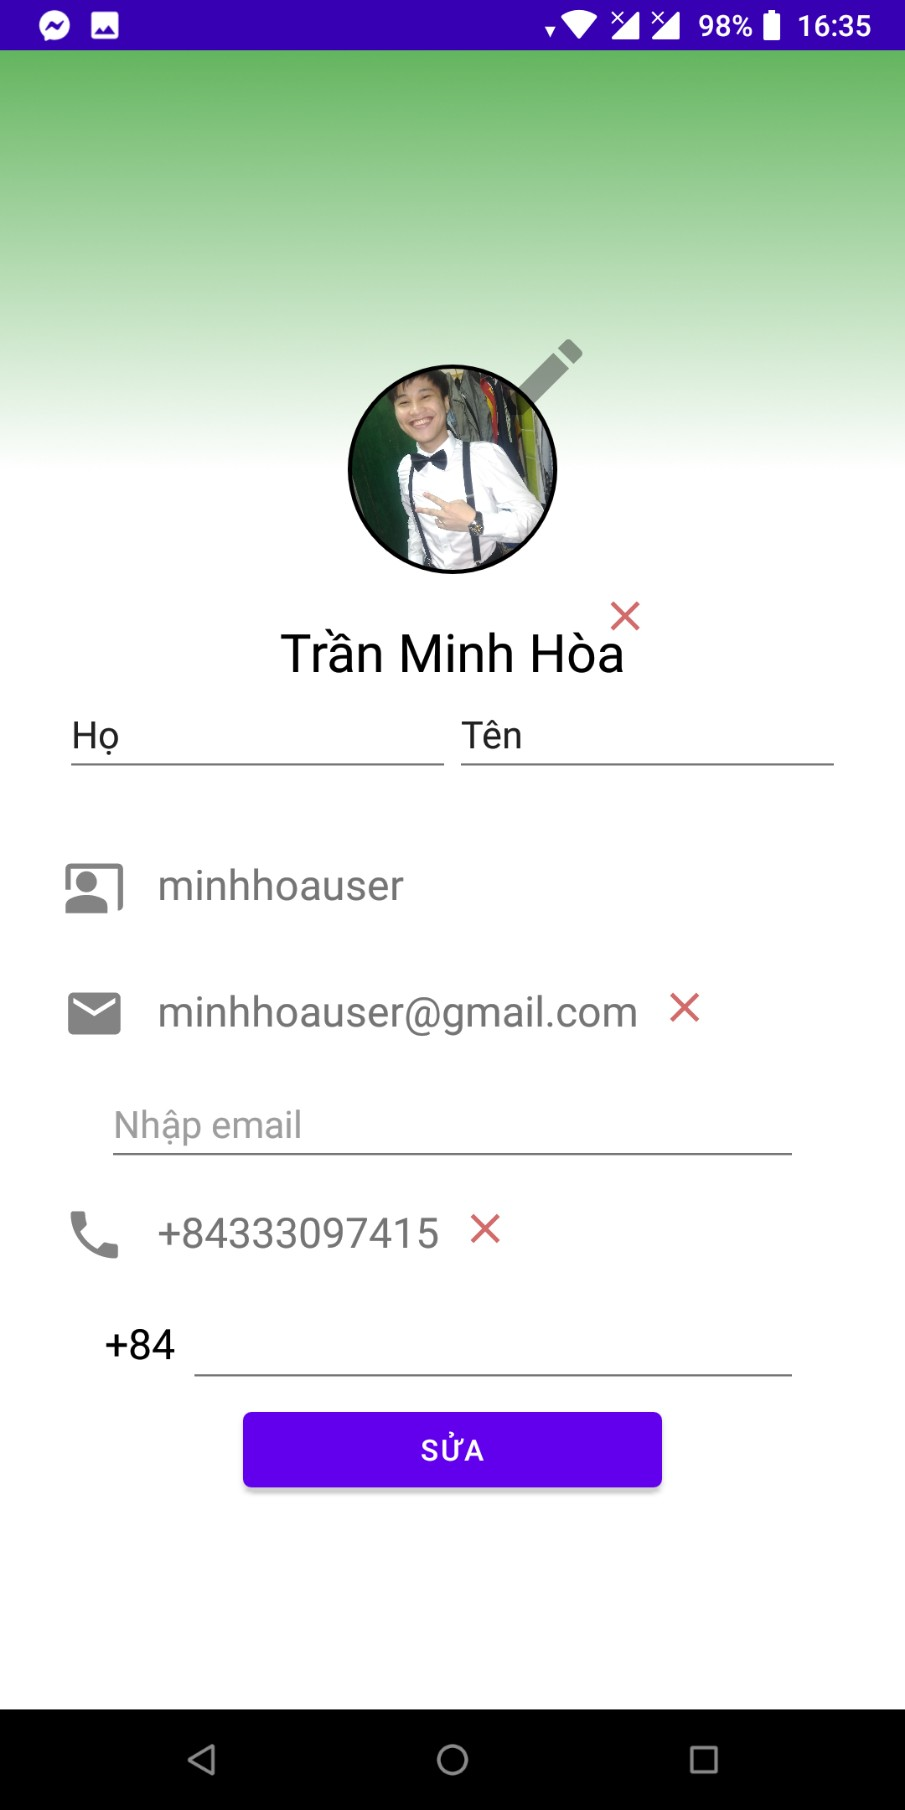 98% 16:35
Trần Minh Hòa
Họ Tên
minhhoauser
minhhoauser@gmail.com
Nhập email
+84333097415
+84
SỬA